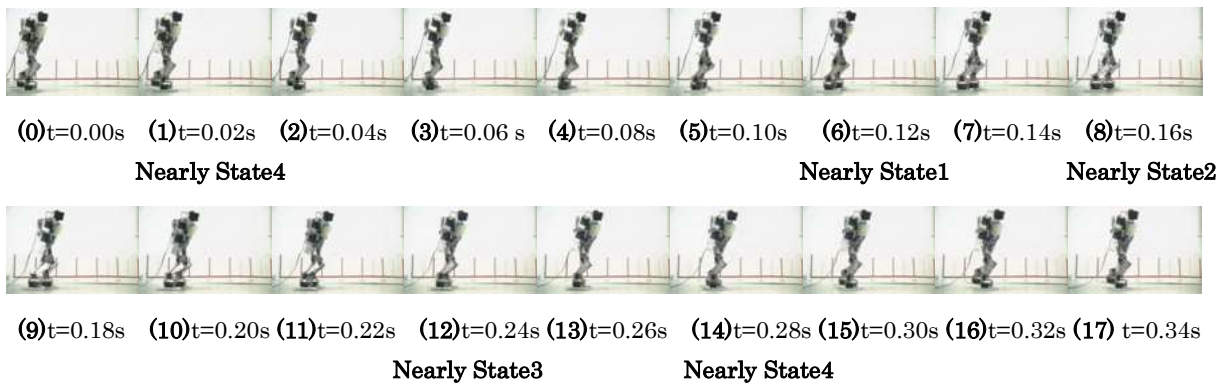 (0)t=0.00s (1)t=0.02s (2)t=0.04s (3)t=0.06 s (4)t=0.08s (5)t=0.10s (6)t=0.12s (7)t=0.14s (8)t=0.16s
Nearly State4 Nearly State1 Nearly State2
(9)t=0.18s (10)t=0.20s (11)t=0.22s (12)t=0.24s (13)t=0.26s (14)t=0.28s (15)t=0.30s (16)t=0.32s (17) t=0.34s
Nearly State3 Nearly State4